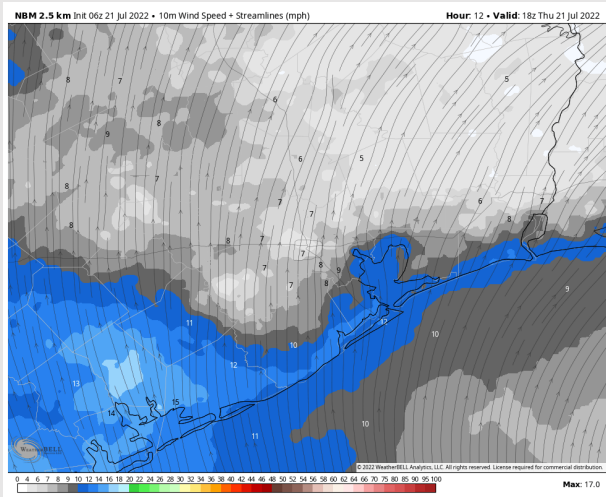 NBM 2.5 km Init 06z 21 Jul 2022 • 10m Wind Speed + Streamlines (mph) Hour: 12 • Valid: 18z Thu 21 Jul 2022
8 7 5
6
9 8
6 5
8 7
7 6 7
7 8
8
8 7
7
7 8 9
7 8
9
11
10 10
12
12
13
14 15
10
11
WeatherBELL
© 2022 WeatherBELL Analytics, LLC. All rights reserved. License required for commercial distribution.
0 4 6 7 8 9 10 12 14 16 18 20 22 24 26 28 30 32 34 36 38 40 42 44 46 48 50 52 54 56 58 60 62 64 66 68 70 75 80 85 90 95 100
Max: 17.0